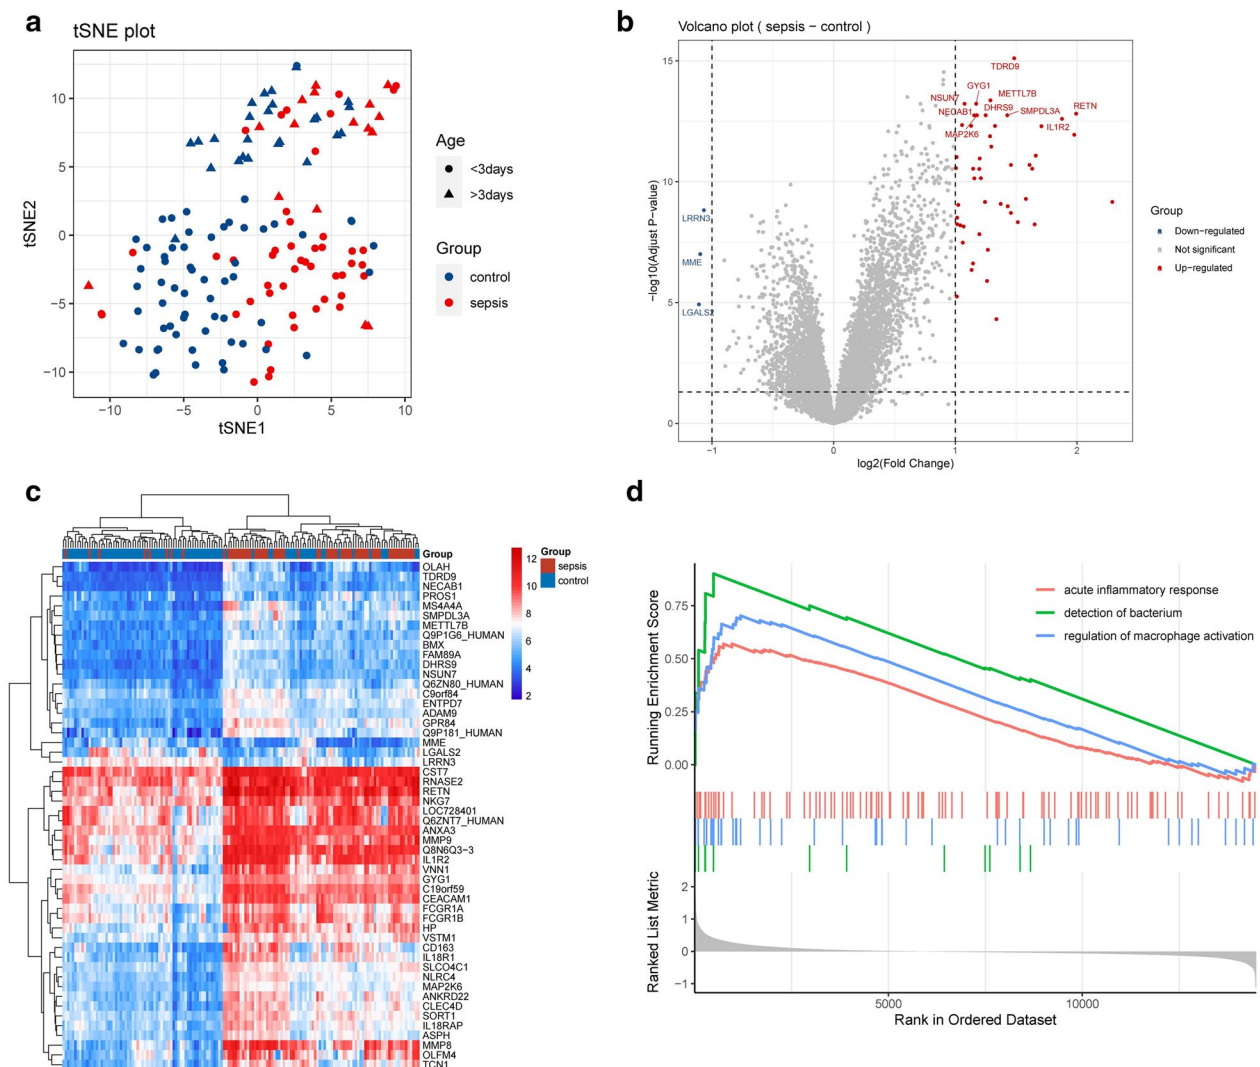 a
tSNE plot
tSNE2
10
5
0
−5
−10
−10
−5
0
5
10
tSNE1
Age
<3days
>3days
Group
control
sepsis
b
Volcano plot ( sepsis − control )
−log10(Adjust P−value)
15
10
5
0
−1
0
1
2
log2(Fold Change)
TDRD9
GYG1
METTL7B
NSUN7
DHRS9
RETN
NECAB1
SMPDL3A
MAP2K6
IL1R2
LRRN3
MME
LGALS2
Group
Down−regulated
Not significant
Up−regulated
c
Group
OLAH
TDRD9
NECAB1
PROS1
MS4A4A
SMPDL3A
METTL7B
Q9P1G6_HUMAN
BMX
FAM89A
DHRS9
NSUN7
Q6ZN80_HUMAN
C9orf84
ENTPD7
ADAM9
GPR84
Q9P181_HUMAN
MME
LGALS2
LRRN3
CST7
RNASE2
RETN
NKG7
LOC728401
Q6ZNT7_HUMAN
ANXA3
MMP9
Q8N6Q3−3
IL1R2
VNN1
GYG1
C19orf59
CEACAM1
FCGR1A
FCGR1B
HP
VSTM1
CD163
IL18R1
SLCO4C1
NLRC4
MAP2K6
ANKRD22
CLEC4D
SORT1
IL18RAP
ASPH
MMP8
OLFM4
TCN1
12
10
8
6
4
2
Group
sepsis
control
d
Running Enrichment Score
0.75
0.50
0.25
0.00
acute inflammatory response
detection of bacterium
regulation of macrophage activation
Ranked List Metric
2
1
0
−1
5000
10000
Rank in Ordered Dataset